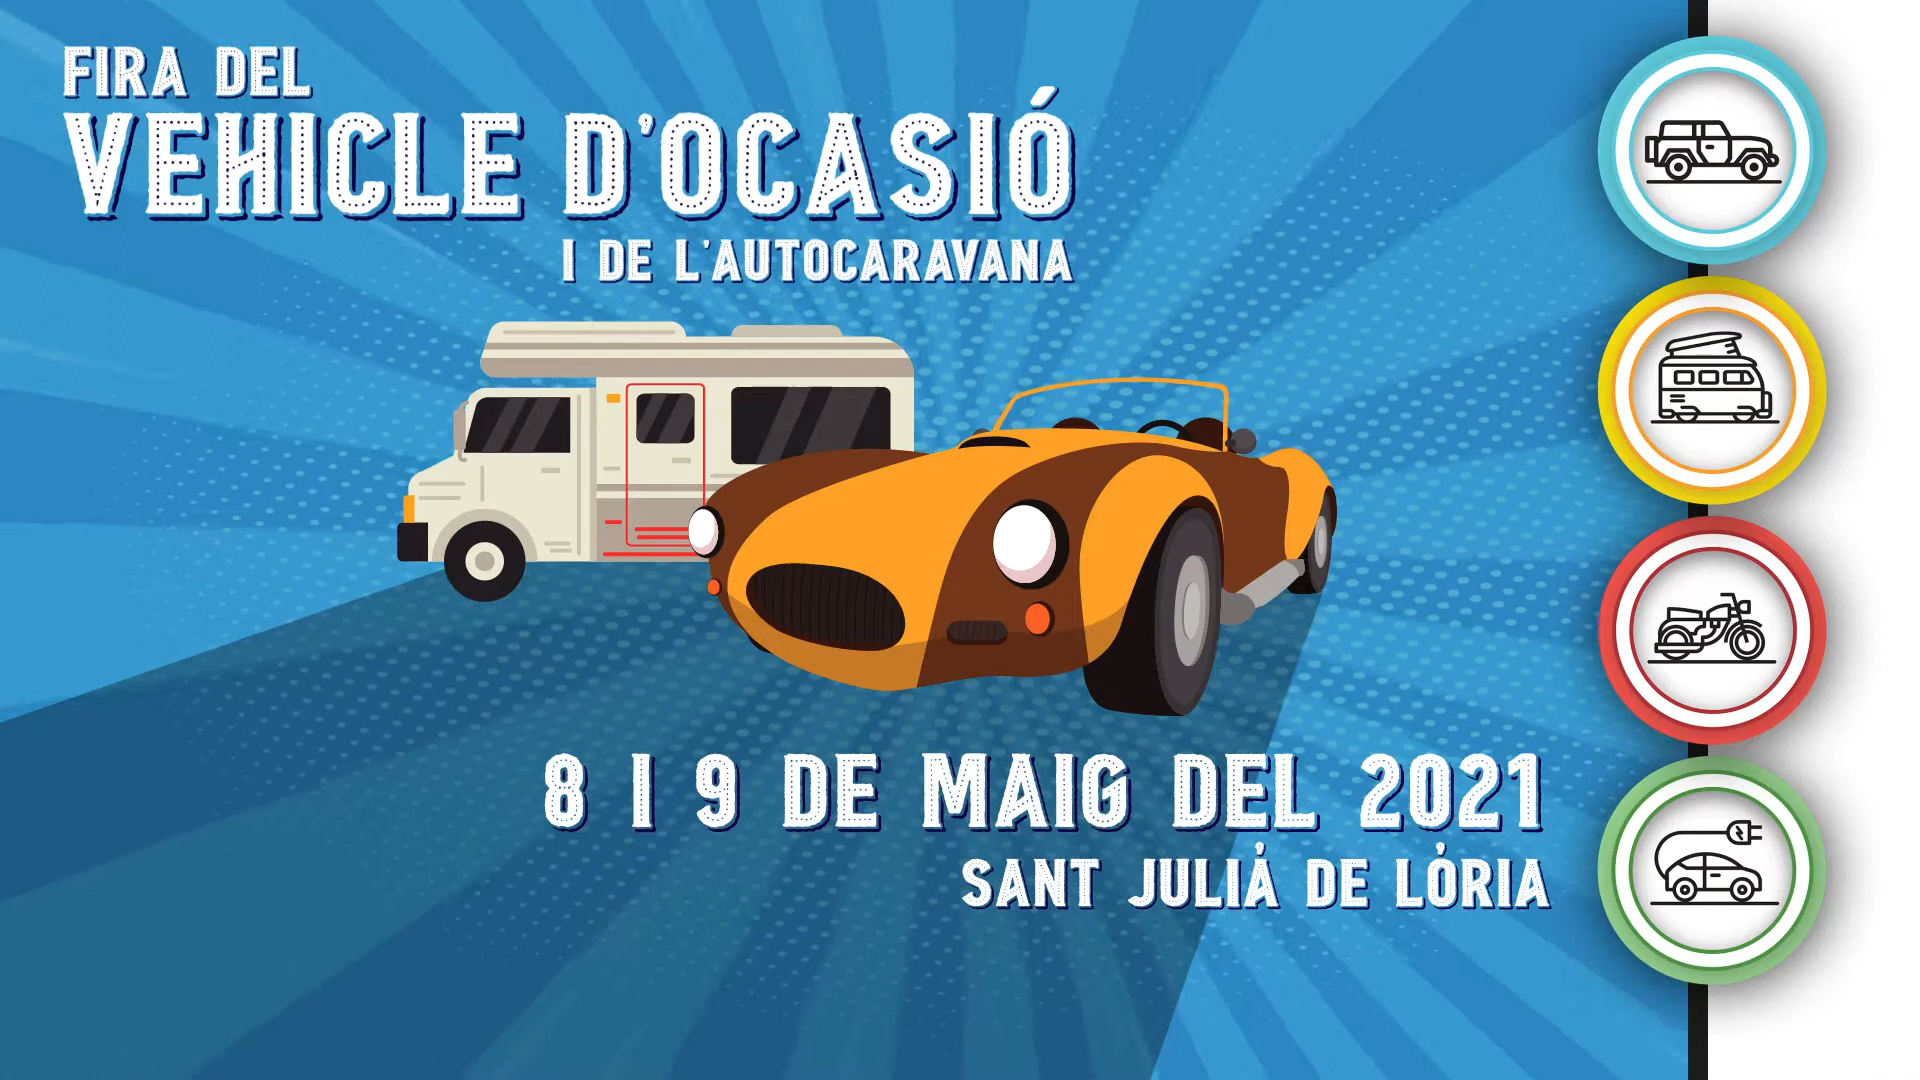 FIRA DEL
VEHICLE D'OCASIÓ
I DE L'AUTOCARAVANA
8 I 9 DE MAIG DEL 2021
SANT JULIÀ DE LÒRIA